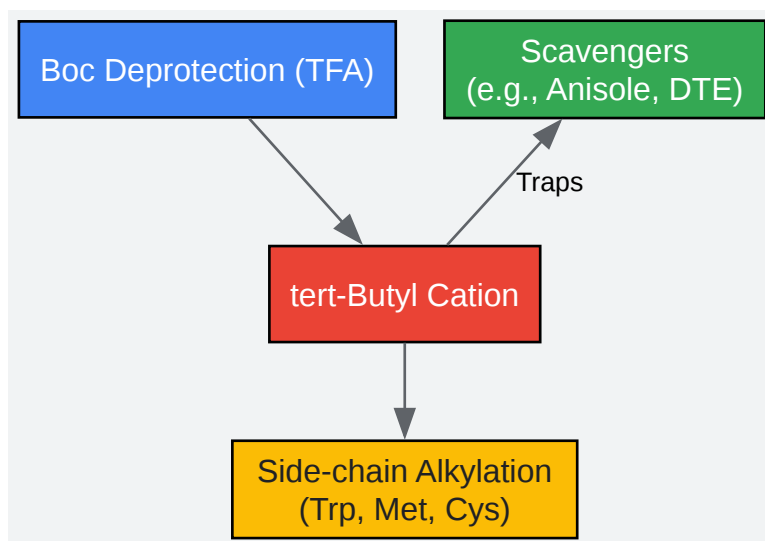 Boc Deprotection (TFA)
Scavengers
(e.g., Anisole, DTE)
Traps
tert-Butyl Cation
Side-chain Alkylation
(Trp, Met, Cys)